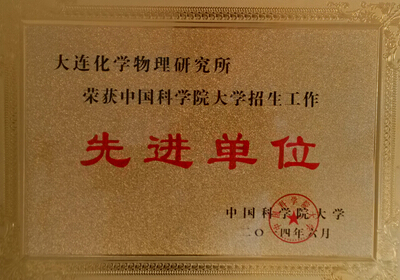 大连化学物理研究所
荣获中国科学院大学招生工作
先进单位
中国科学院大学
二〇一四年六月